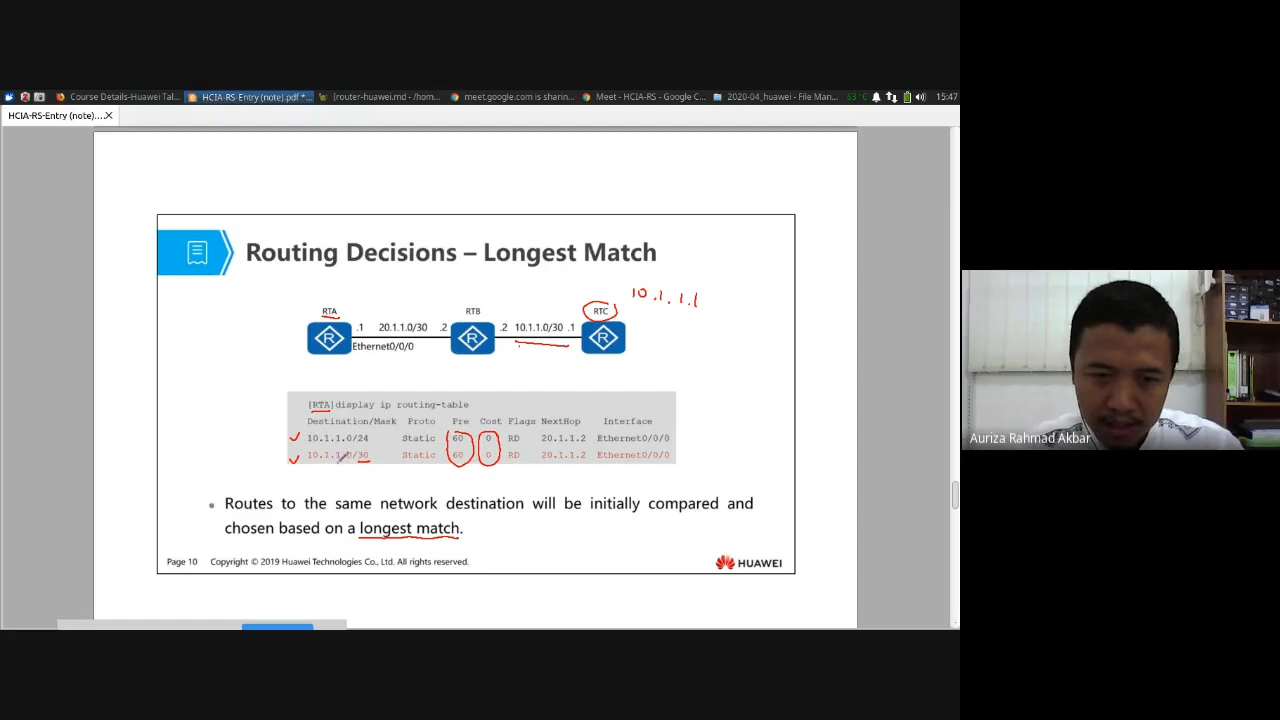 Course Details-Huawei Tal... HCIA-RS-Entry (note).pdf *... (router-huawei.md - /hom... meet.google.com is sharin... Meet - HCIA-RS - Google C... 2020-04_huawei - File Man... 63 °C 15:47
HCIA-RS-Entry (note)....
Routing Decisions – Longest Match
10.1.1.1
RTA RTB RTC
.1 20.1.1.0/30 .2 .2 10.1.1.0/30 .1
R R R
Ethernet0/0/0
[RTA]display ip routing-table
Destination/Mask Proto Pre Cost Flags NextHop Interface
10.1.1.0/24 Static 60 0 RD 20.1.1.2 Ethernet0/0/0
10.1.1.0/30 Static 60 0 RD 20.1.1.2 Ethernet0/0/0
Auriza Rahmad Akbar
• Routes to the same network destination will be initially compared and
chosen based on a longest match.
Page 10 Copyright © 2019 Huawei Technologies Co., Ltd. All rights reserved. HUAWEI